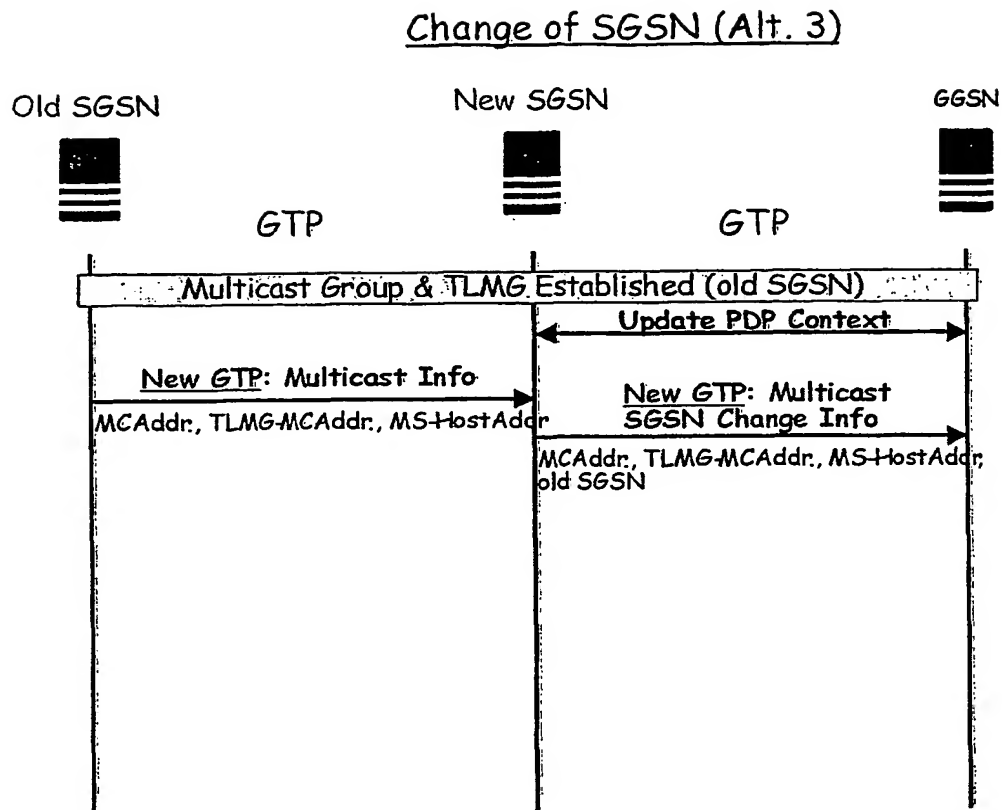 Change of SGSN (Alt. 3)
Old SGSN
New SGSN
GGSN
GTP
GTP
Multicast Group & TLMG Established (old SGSN)
Update PDP Context
New GTP: Multicast Info
MCAddr., TLMG-MCAddr., MS-HostAddr
New GTP: Multicast
SGSN Change Info
MCAddr., TLMG-MCAddr., MS-HostAddr,
old SGSN